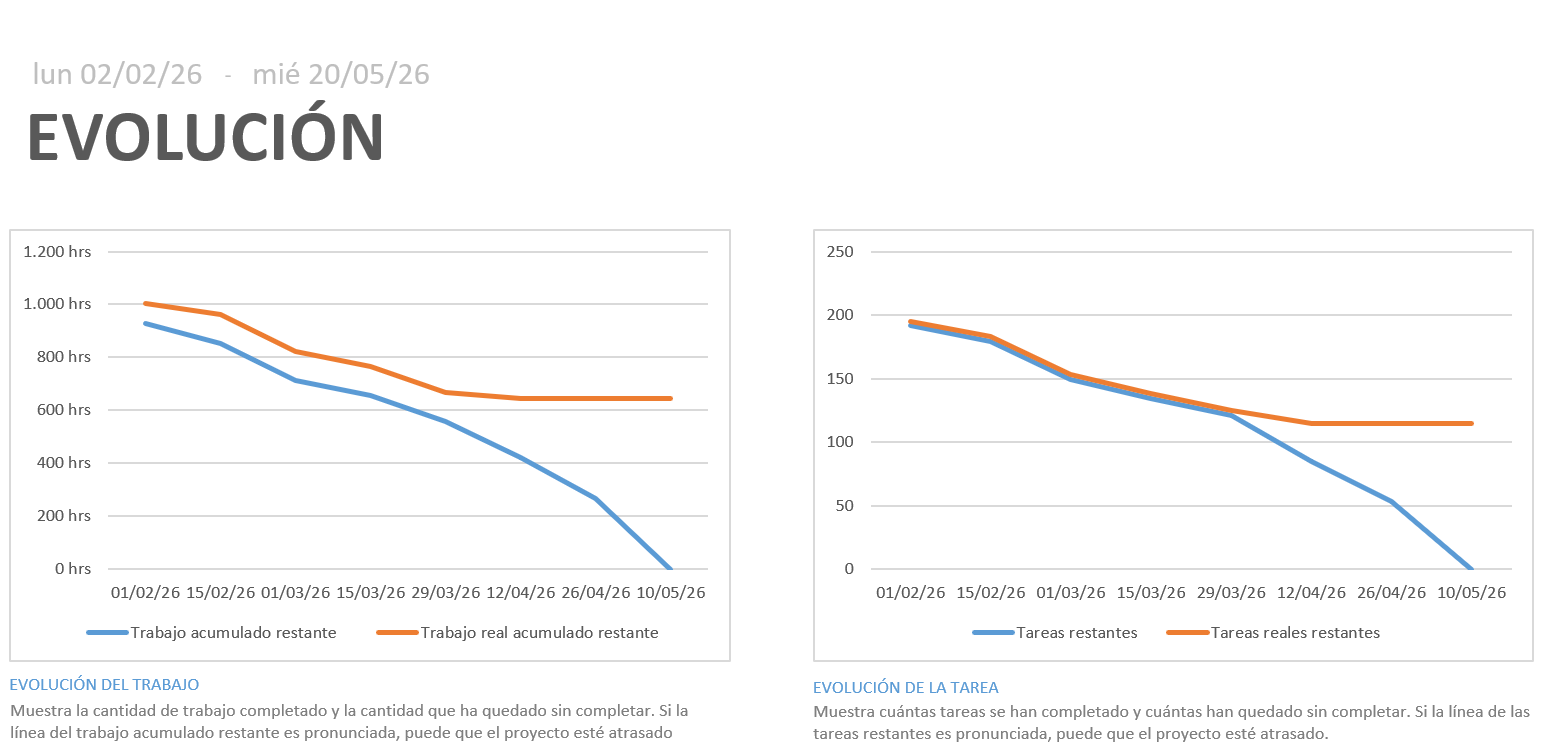 lun 02/02/26 - mié 20/05/26
EVOLUCIÓN
1.200 hrs
1.000 hrs
800 hrs
600 hrs
400 hrs
200 hrs
0 hrs
01/02/26 15/02/26 01/03/26 15/03/26 29/03/26 12/04/26 26/04/26 10/05/26
Trabajo acumulado restante Trabajo real acumulado restante
EVOLUCIÓN DEL TRABAJO
Muestra la cantidad de trabajo completado y la cantidad que ha quedado sin completar. Si la
línea del trabajo acumulado restante es pronunciada, puede que el proyecto esté atrasado
250
200
150
100
50
0
01/02/26 15/02/26 01/03/26 15/03/26 29/03/26 12/04/26 26/04/26 10/05/26
Tareas restantes Tareas reales restantes
EVOLUCIÓN DE LA TAREA
Muestra cuántas tareas se han completado y cuántas han quedado sin completar. Si la línea de las
tareas restantes es pronunciada, puede que el proyecto esté atrasado.